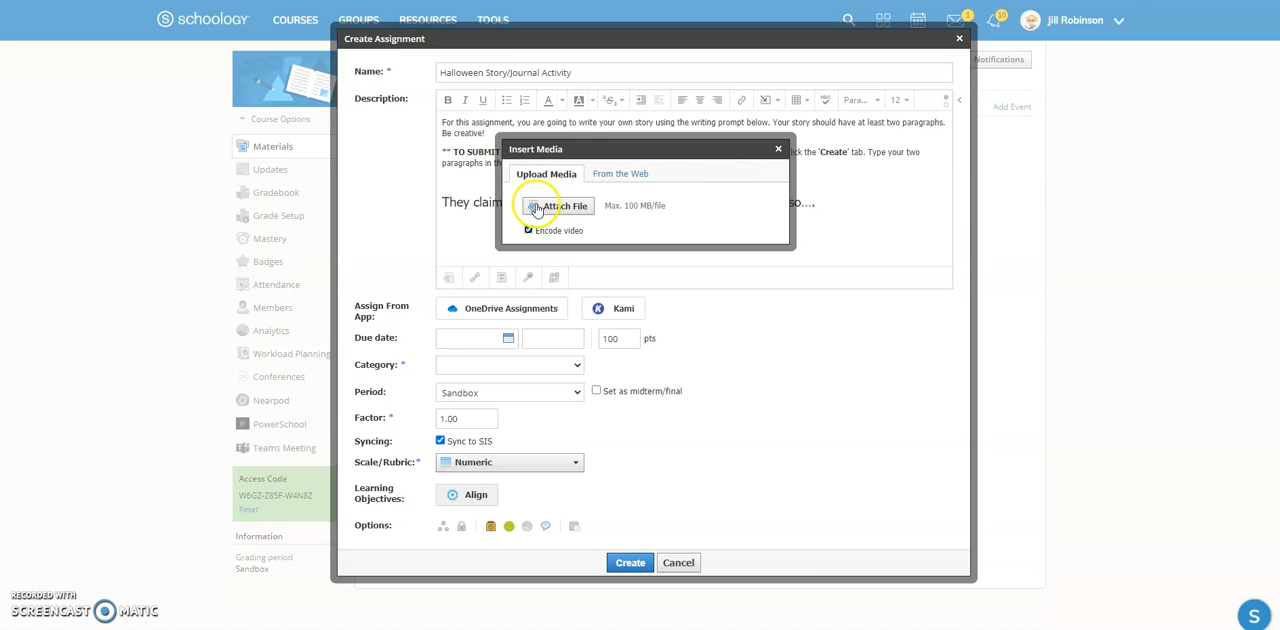 schoology
COURSES
GROUPS
RESOURCES
TOOLS
1
10
Jill Robinson
Create Assignment
Notifications
Name: *
Halloween Story/Journal Activity
Description:
Para...
12
Course Options
Add Event
For this assignment, you are going to write your own story using the writing prompt below. Your story should have at least two paragraphs.
Be creative!
** TO SUBMIT
click the 'Create' tab. Type your two
paragraphs in
Insert Media
Upload Media
From the Web
They claim
so....
Attach File
Max. 100 MB/file
Encode video
Materials
Updates
Gradebook
Grade Setup
Mastery
Badges
Attendance
Members
Analytics
Workload Planning
Conferences
Nearpod
PowerSchool
Teams Meeting
Access Code
W6GZ-Z85F-W4N8Z
Reset
Information
Grading period
Sandbox
Assign From
App:
OneDrive Assignments
K
Kami
Due date:
100
pts
Category: *
Period:
Sandbox
Set as midterm/final
Factor: *
1.00
Syncing:
Sync to SIS
Scale/Rubric: *
Numeric
Learning
Objectives:
Align
Options:
Create
Cancel
RECORDED WITH
SCREENCAST MATIC
S